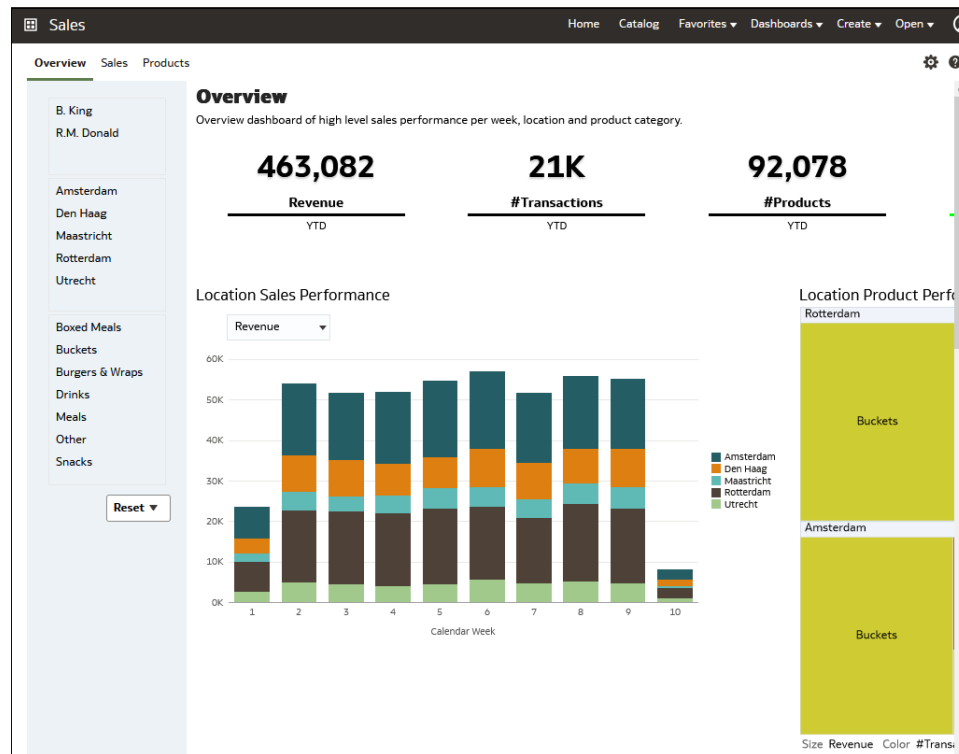 Sales
Home Catalog Favorites Dashboards Create Open
Overview Sales Products
B. King
R.M. Donald
Amsterdam
Den Haag
Maastricht
Rotterdam
Utrecht
Boxed Meals
Buckets
Burgers & Wraps
Drinks
Meals
Other
Snacks
Reset
Overview
Overview dashboard of high level sales performance per week, location and product category.
463,082
Revenue
YTD
21K
#Transactions
YTD
92,078
#Products
YTD
Location Sales Performance
Revenue
60K
50K
40K
30K
20K
10K
0K
1 2 3 4 5 6 7 8 9 10
Calendar Week
Amsterdam
Den Haag
Maastricht
Rotterdam
Utrecht
Location Product
Rotterdam
Buckets
Amsterdam
Buckets
Size Revenue Color